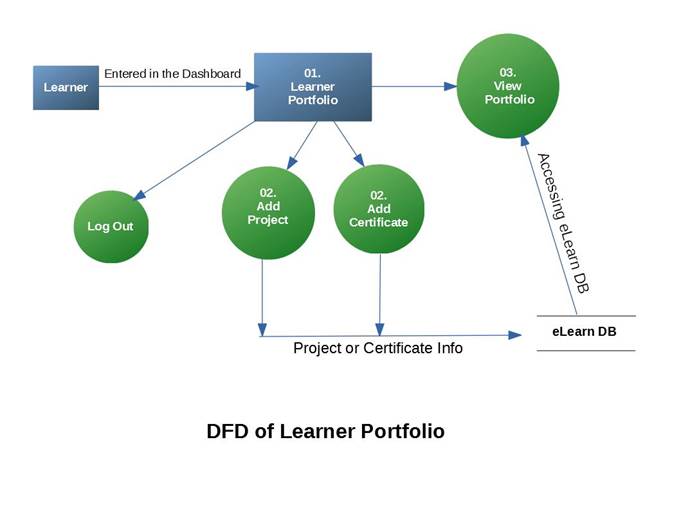 Learner
Entered in the Dashboard
01.
Learner
Portfolio
03.
View
Portfolio
Log Out
02.
Add
Project
02.
Add
Certificate
Accessing eLearn DB
eLearn DB
Project or Certificate Info
DFD of Learner Portfolio